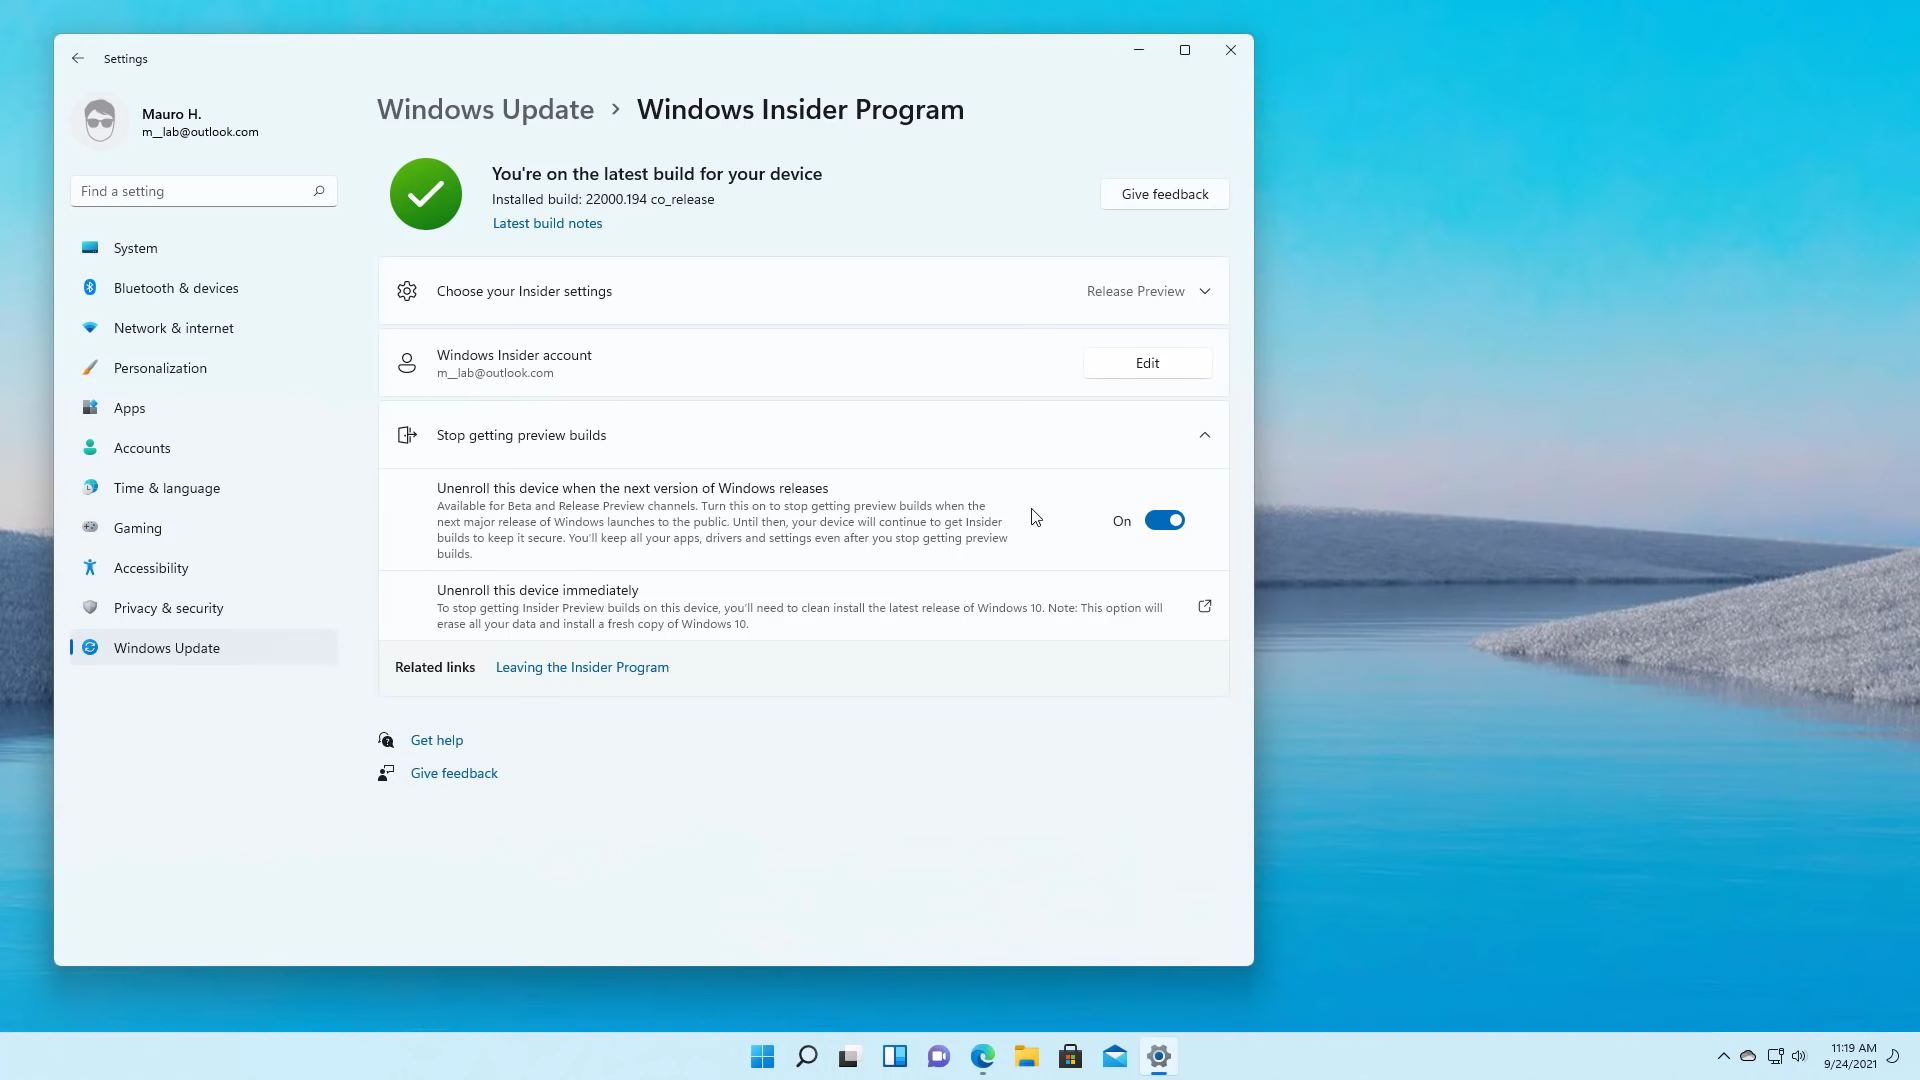 Settings
Mauro H.
m__lab@outlook.com
Find a setting
System
Bluetooth & devices
Network & internet
Personalization
Apps
Accounts
Time & language
Gaming
Accessibility
Privacy & security
Windows Update
Windows Update › Windows Insider Program
You're on the latest build for your device
Installed build: 22000.194 co_release
Latest build notes
Give feedback
Choose your Insider settings
Release Preview
Windows Insider account
m__lab@outlook.com
Edit
Stop getting preview builds
Unenroll this device when the next version of Windows releases
Available for Beta and Release Preview channels. Turn this on to stop getting preview builds when the
next major release of Windows launches to the public. Until then, your device will continue to get Insider
builds to keep it secure. You'll keep all your apps, drivers and settings even after you stop getting preview
builds.
On
Unenroll this device immediately
To stop getting Insider Preview builds on this device, you'll need to clean install the latest release of Windows 10. Note: This option will
erase all your data and install a fresh copy of Windows 10.
Related links Leaving the Insider Program
Get help
Give feedback
11:19 AM
9/24/2021